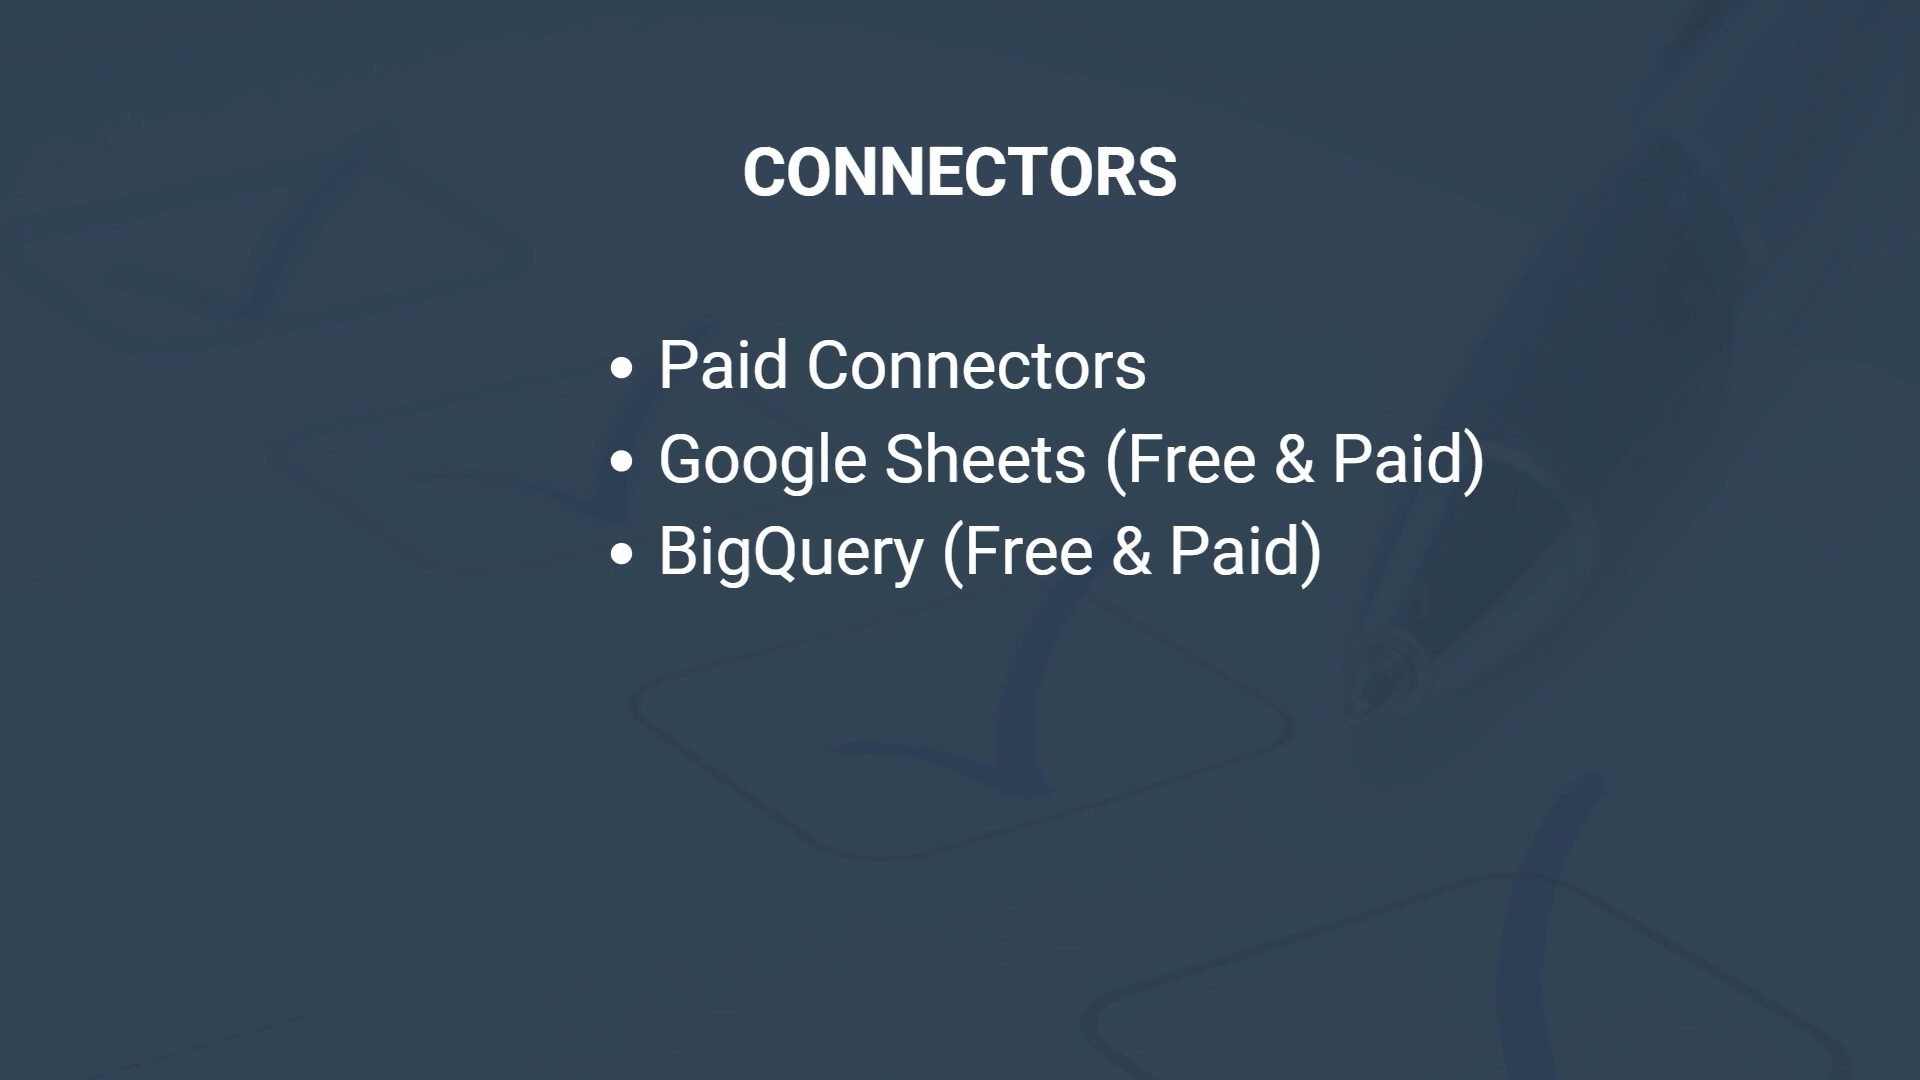 CONNECTORS
• Paid Connectors
• Google Sheets (Free & Paid)
• BigQuery (Free & Paid)